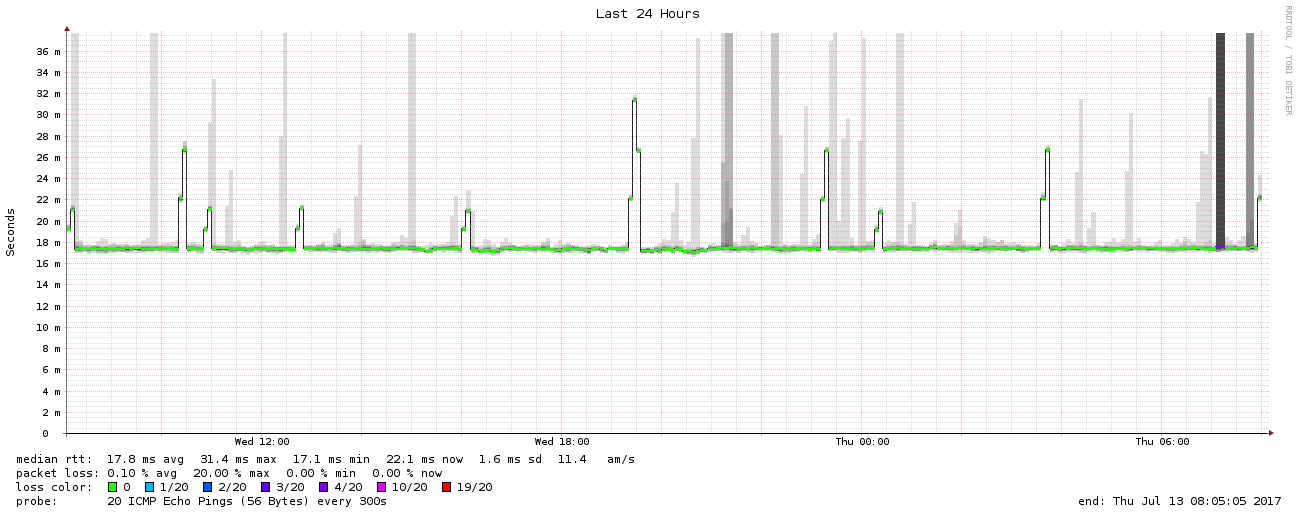 Last 24 Hours
RRDTOOL / TOBI OETIKER
Seconds
36 m
34 m
32 m
30 m
28 m
26 m
24 m
22 m
20 m
18 m
16 m
14 m
12 m
10 m
8 m
6 m
4 m
2 m
0
Wed 12:00 Wed 18:00 Thu 00:00 Thu 06:00
median rtt: 17.8 ms avg 31.4 ms max 17.1 ms min 22.1 ms now 1.6 ms sd 11.4 am/s
packet loss: 0.10 % avg 20.00 % max 0.00 % min 0.00 % now
loss color: 0 1/20 2/20 3/20 4/20 10/20 19/20
probe: 20 ICMP Echo Pings (56 Bytes) every 300s end: Thu Jul 13 08:05:05 2017